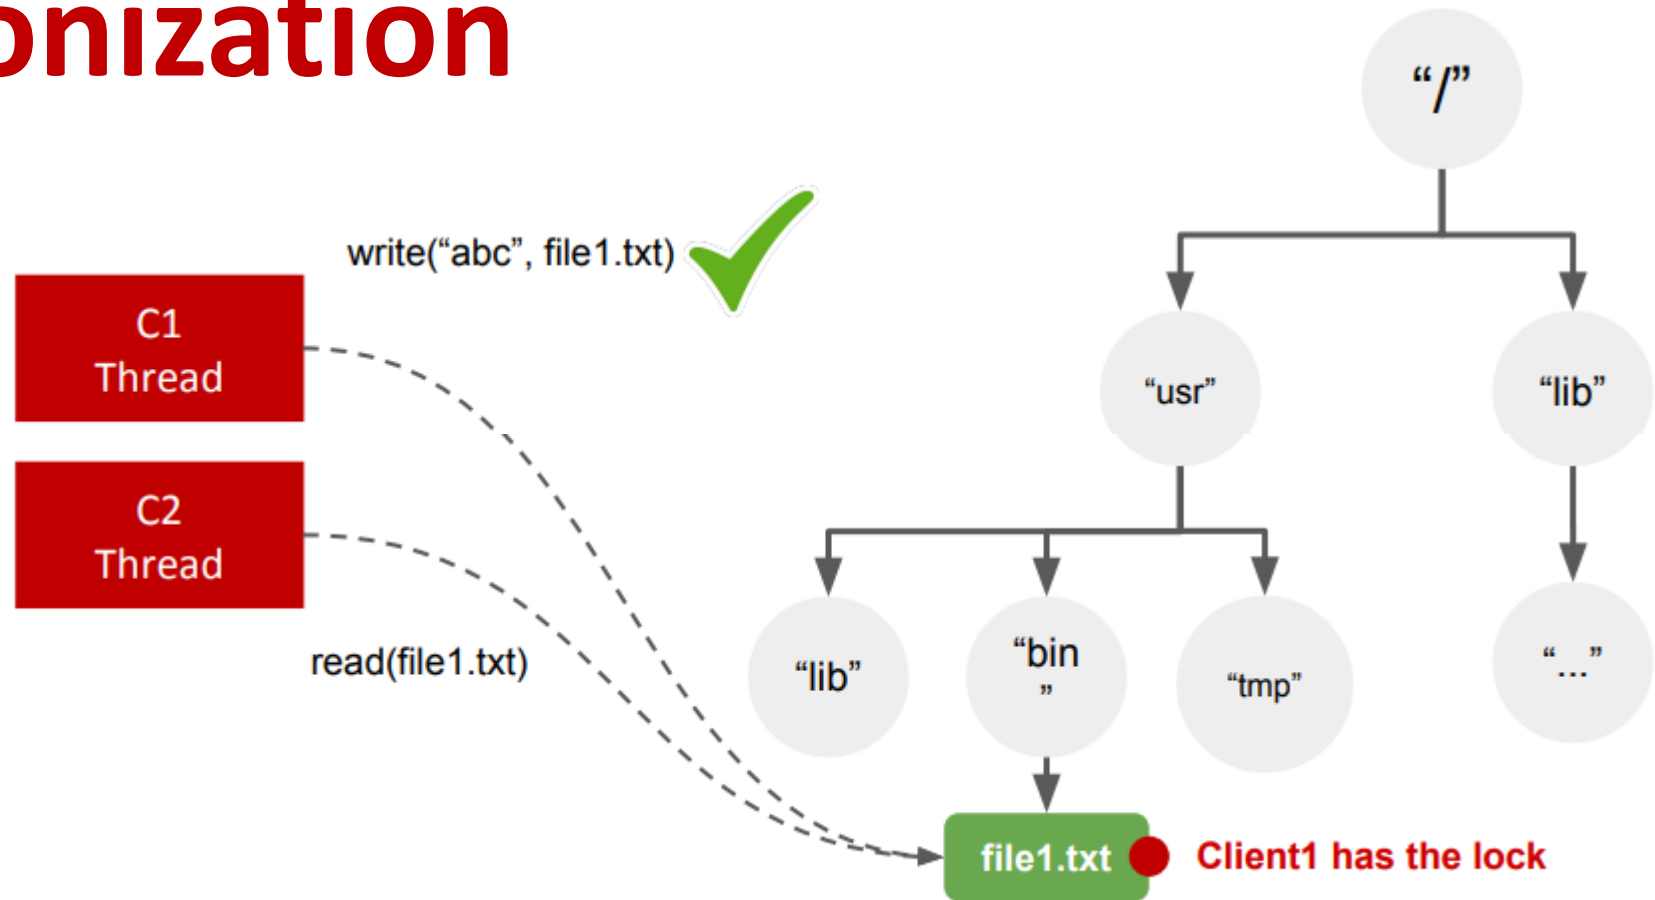 onization
“/”
write(“abc”, file1.txt)
C1
Thread
“usr”
“lib”
C2
Thread
read(file1.txt)
“lib”
“bin
”
“tmp”
“...”
file1.txt
Client1 has the lock